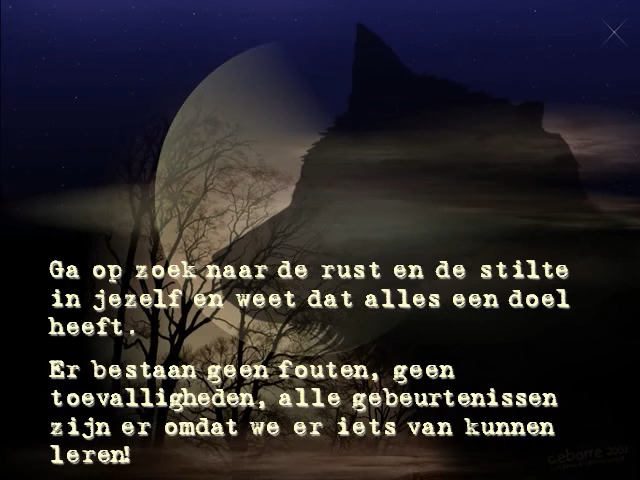 Ga op zoek naar de rust en de stilte
in jezelf en weet dat alles een doel
heeft.
Er bestaan geen fouten, geen
toevalligheden, alle gebeurtenissen
zijn er omdat we er iets van kunnen
leren!